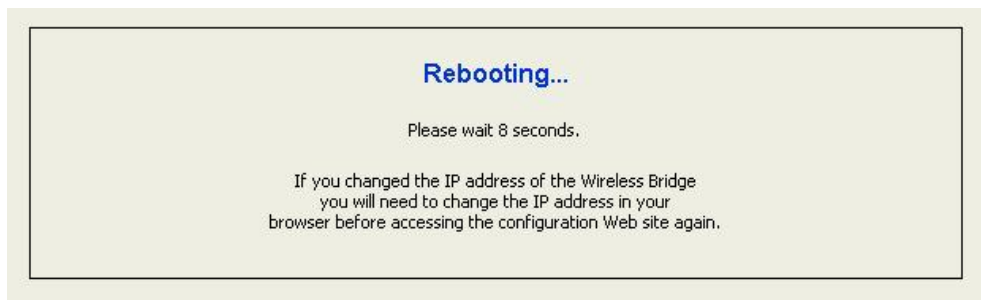 Rebooting...
Please wait 8 seconds.
If you changed the IP address of the Wireless Bridge
you will need to change the IP address in your
browser before accessing the configuration Web site again.